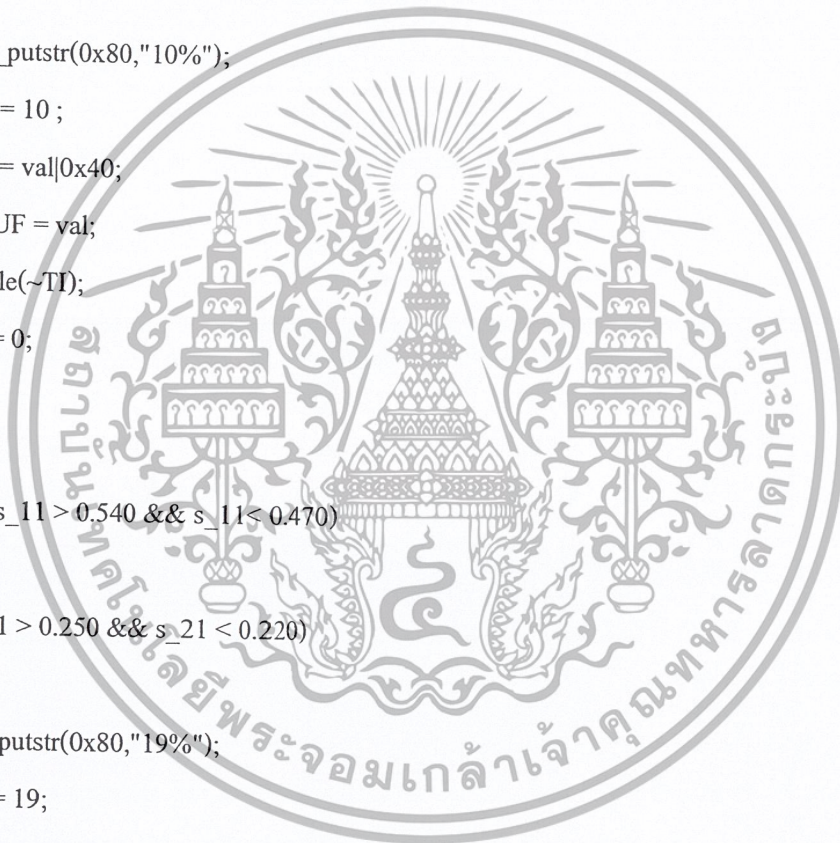 _putstr(0x80,"10%");
= 10 ;
= val|0x40;
UF = val;
le(~TI);
= 0;
s_11 > 0.540 && s_11< 0.470)
1 > 0.250 && s_21 < 0.220)
putstr(0x80,"19%");
= 19;
สถาบันเทคโนโลยีพระจอมเกล้าเจ้าคุณทหารลาดกระบัง